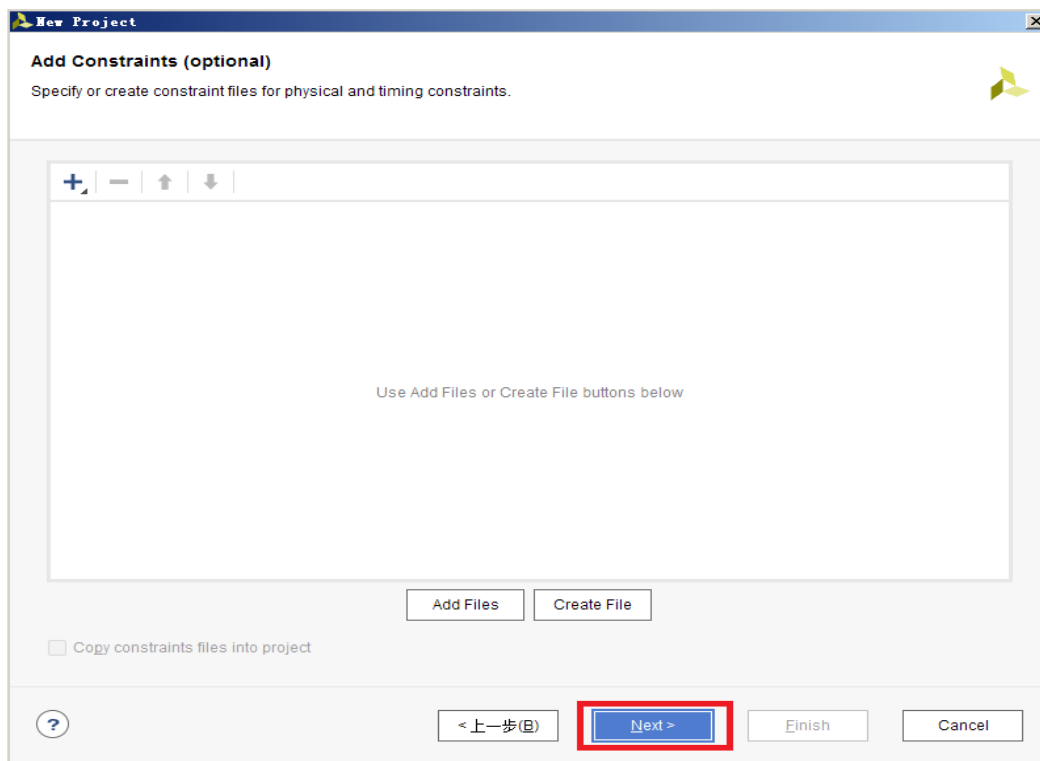 New Project
Add Constraints (optional)
Specify or create constraint files for physical and timing constraints.
Use Add Files or Create File buttons below
Add Files
Create File
Copy constraints files into project
?
<上一步(B)
Next >
Finish
Cancel